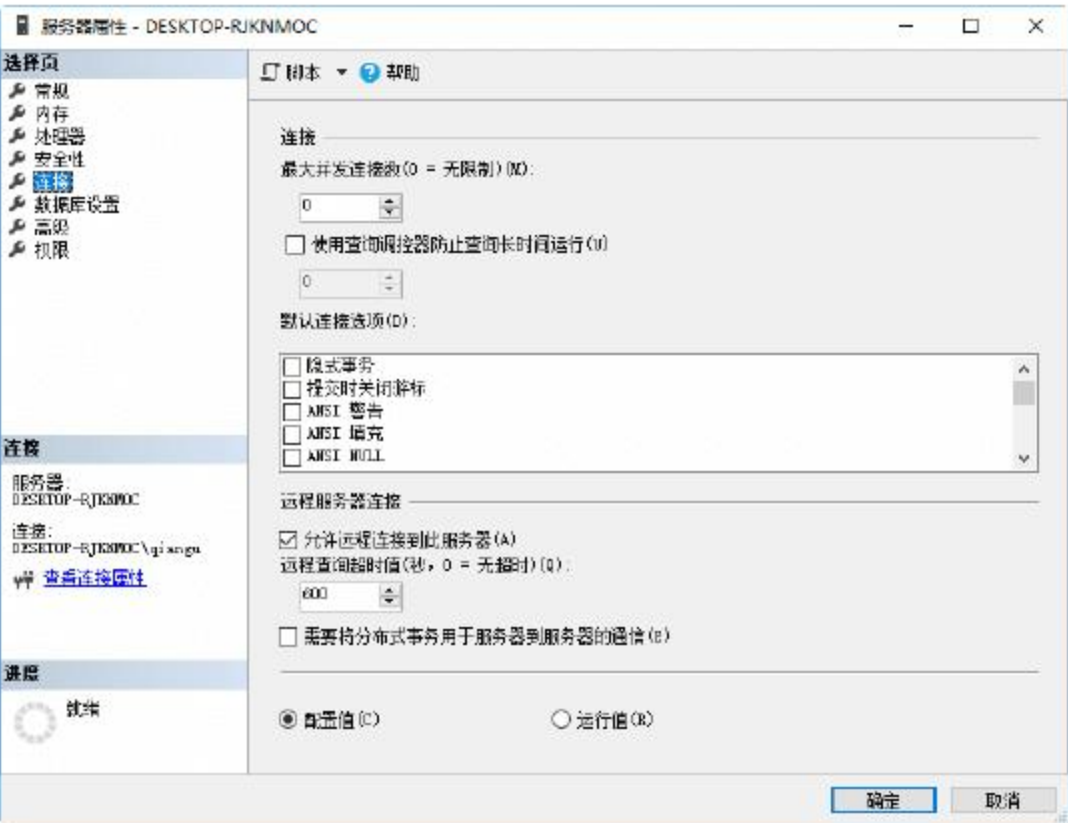 服务器属性 - DESKTOP-RJKNMOC
选择页
常规
内存
处理器
安全性
连接
数据库设置
高级
权限
脚本
帮助
连接
最大并发连接数(0 = 无限制)(M):
0
使用查询调控器防止查询长时间运行(U)
0
默认连接选项(D):
隐式事务
提交时关闭游标
ANSI 警告
ANSI 填充
ANSI NULL
远程服务器连接
允许远程连接到此服务器(A)
远程查询超时值(秒，0 = 无超时)(Q):
600
需要将分布式事务用于服务器到服务器的通信(E)
配置值(C)
运行值(R)
连接
服务器:
DESKTOP-RJKNMOC
连接:
DESKTOP-RJKNMOC\qiangu
查看连接属性
进度
就绪
确定
取消